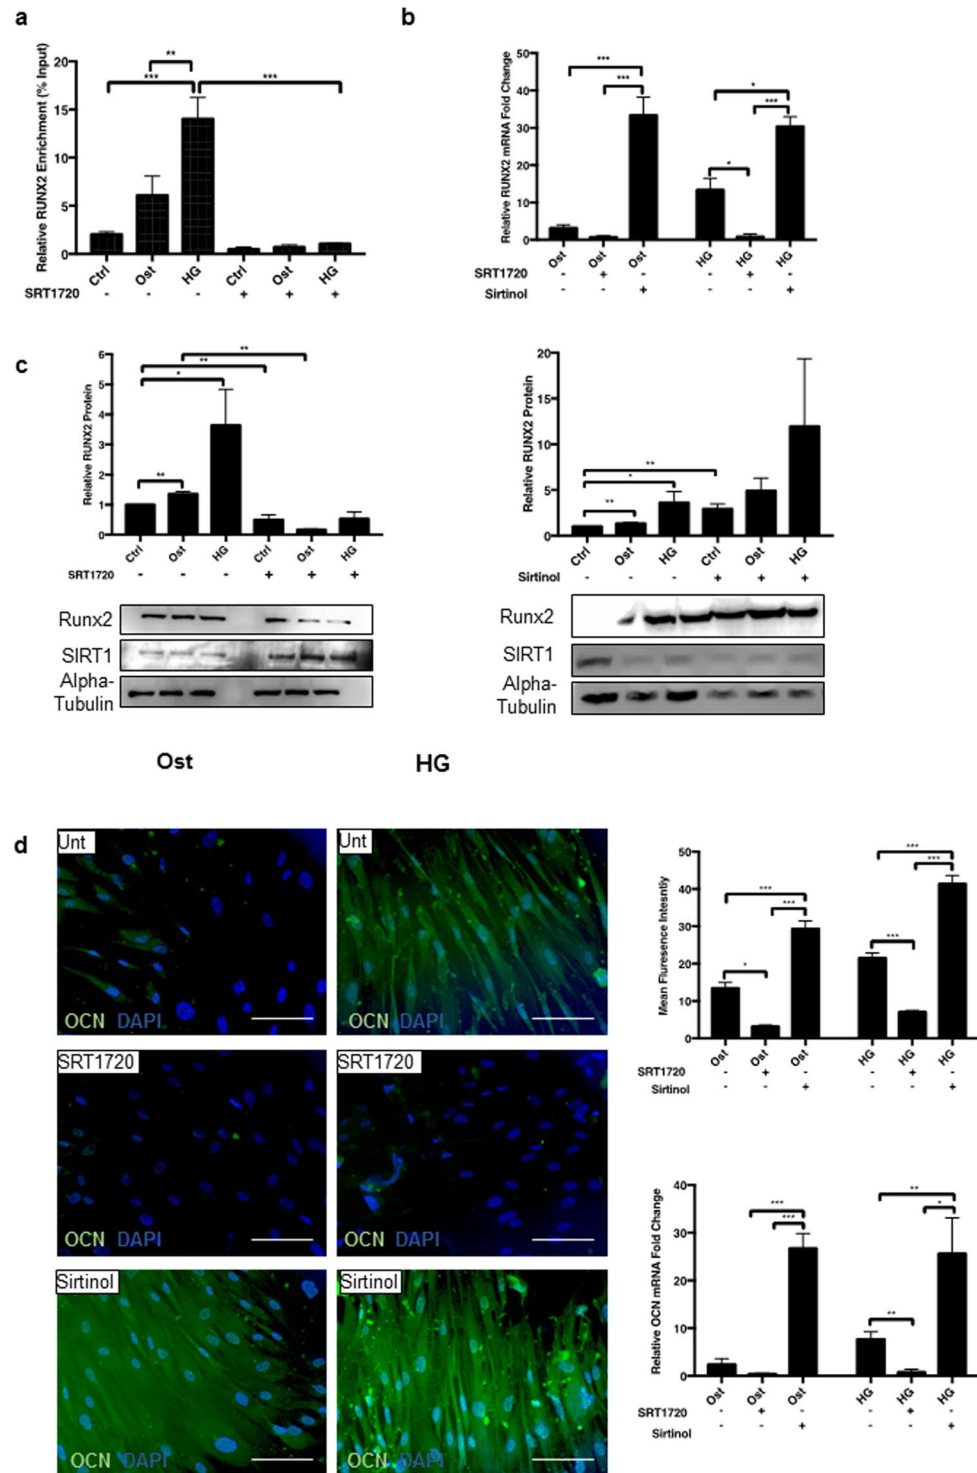 a
Relative RUNX2 Enrichment (% Input)
20
15
10
5
0
** 
*** ***
Ctrl Ost HG Ctrl Ost HG
SRT1720 - - - + + +
b
Relative RUNX2 mRNA Fold Change
50
40
30
20
10
0
*** *
*** ***
*
Ost Ost Ost HG HG HG
SRT1720 - + - - + -
Sirtinol - - + - - +
c
Relative RUNX2 Protein
6
5
4
3
2
1
0
**
**
*
**
Ctrl Ost HG Ctrl Ost HG
SRT1720 - - - + + +
Runx2
SIRT1
Alpha-
Tubulin
Relative RUNX2 Protein
20
15
10
5
0
**
*
**
Ctrl Ost HG Ctrl Ost HG
Sirtinol - - - + + +
Runx2
SIRT1
Alpha-
Tubulin
Ost HG
d
Unt
OCN DAPI
OCN DAPI
SRT1720
SRT1720
OCN DAPI
OCN DAPI
Sirtinol
Sirtinol
OCN DAPI
OCN DAPI
Mean Fluresence Intesntiy
50
40
30
20
10
0
*** ***
*** ***
* ***
Ost Ost Ost HG HG HG
SRT1720 - + - - + -
Sirtinol - - + - - +
Relative OCN mRNA Fold Change
40
30
20
10
0
*** **
*** *
**
Ost Ost Ost HG HG HG
SRT1720 - + - - + -
Sirtinol - - + - - +